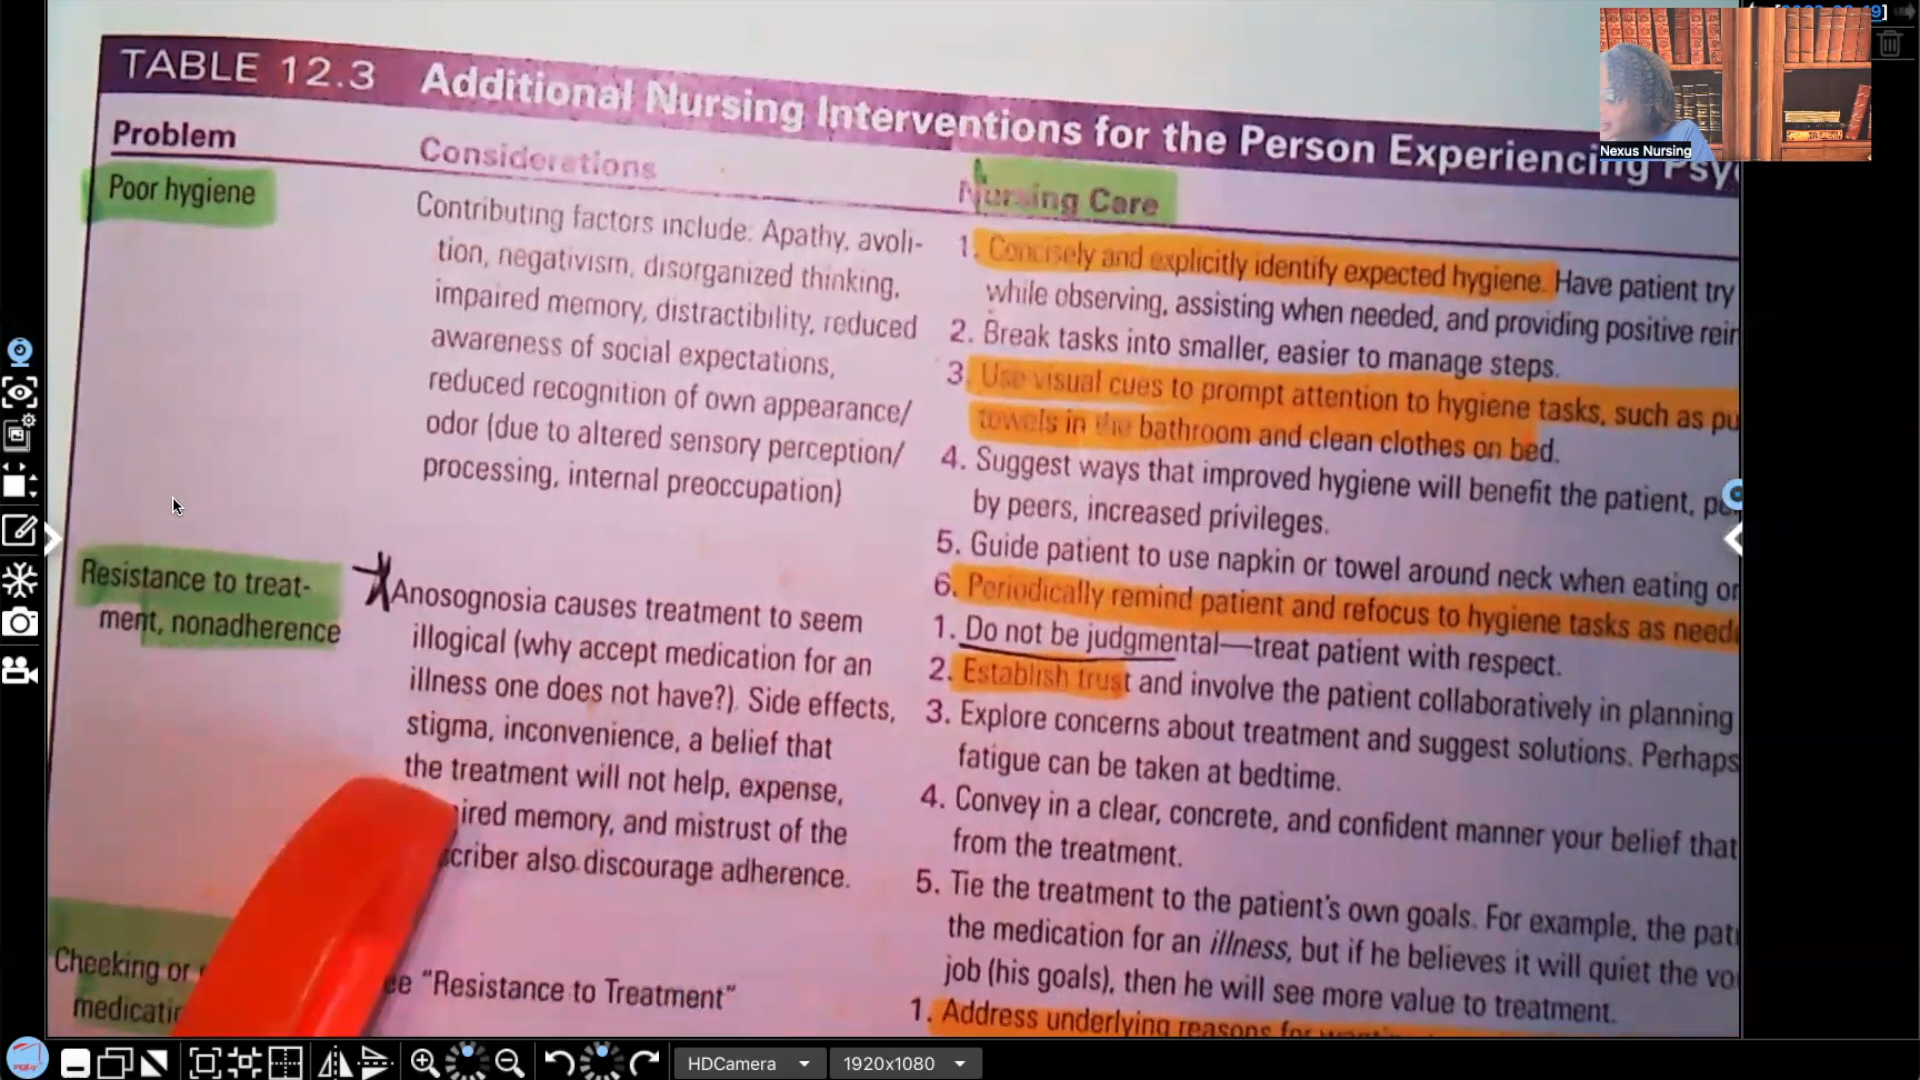 TABLE 12.3 Additional Nursing Interventions for the Person Experiencing
Problem
Considerations
Nursing Care
Poor hygiene
Contributing factors include: Apathy, avoli-
tion, negativism, disorganized thinking,
impaired memory, distractibility, reduced
awareness of social expectations,
reduced recognition of own appearance/
odor (due to altered sensory perception/
processing, internal preoccupation)
1. Concisely and explicitly identify expected hygiene. Have patient try
while observing, assisting when needed, and providing positive
2. Break tasks into smaller, easier to manage steps.
3. Use visual cues to prompt attention to hygiene tasks, such as
towels in the bathroom and clean clothes on bed.
4. Suggest ways that improved hygiene will benefit the patient,
by peers, increased privileges.
5. Guide patient to use napkin or towel around neck when eating or
6. Periodically remind patient and refocus to hygiene tasks as
Resistance to treat-
ment, nonadherence
Anosognosia causes treatment to seem
illogical (why accept medication for an
illness one does not have?). Side effects,
stigma, inconvenience, a belief that
the treatment will not help, expense,
memory, and mistrust of the
also discourage adherence.
1. Do not be judgmental—treat patient with respect.
2. Establish trust and involve the patient collaboratively in planning
3. Explore concerns about treatment and suggest solutions. Perhaps
fatigue can be taken at bedtime.
4. Convey in a clear, concrete, and confident manner your belief that
from the treatment.
5. Tie the treatment to the patient's own goals. For example, the
the medication for an illness, but if he believes it will quiet the
job (his goals), then he will see more value to treatment.
Cheeking or
"Resistance to Treatment"
1. Address underlying reasons for
Nexus Nursing
HDCamera
1920x1080